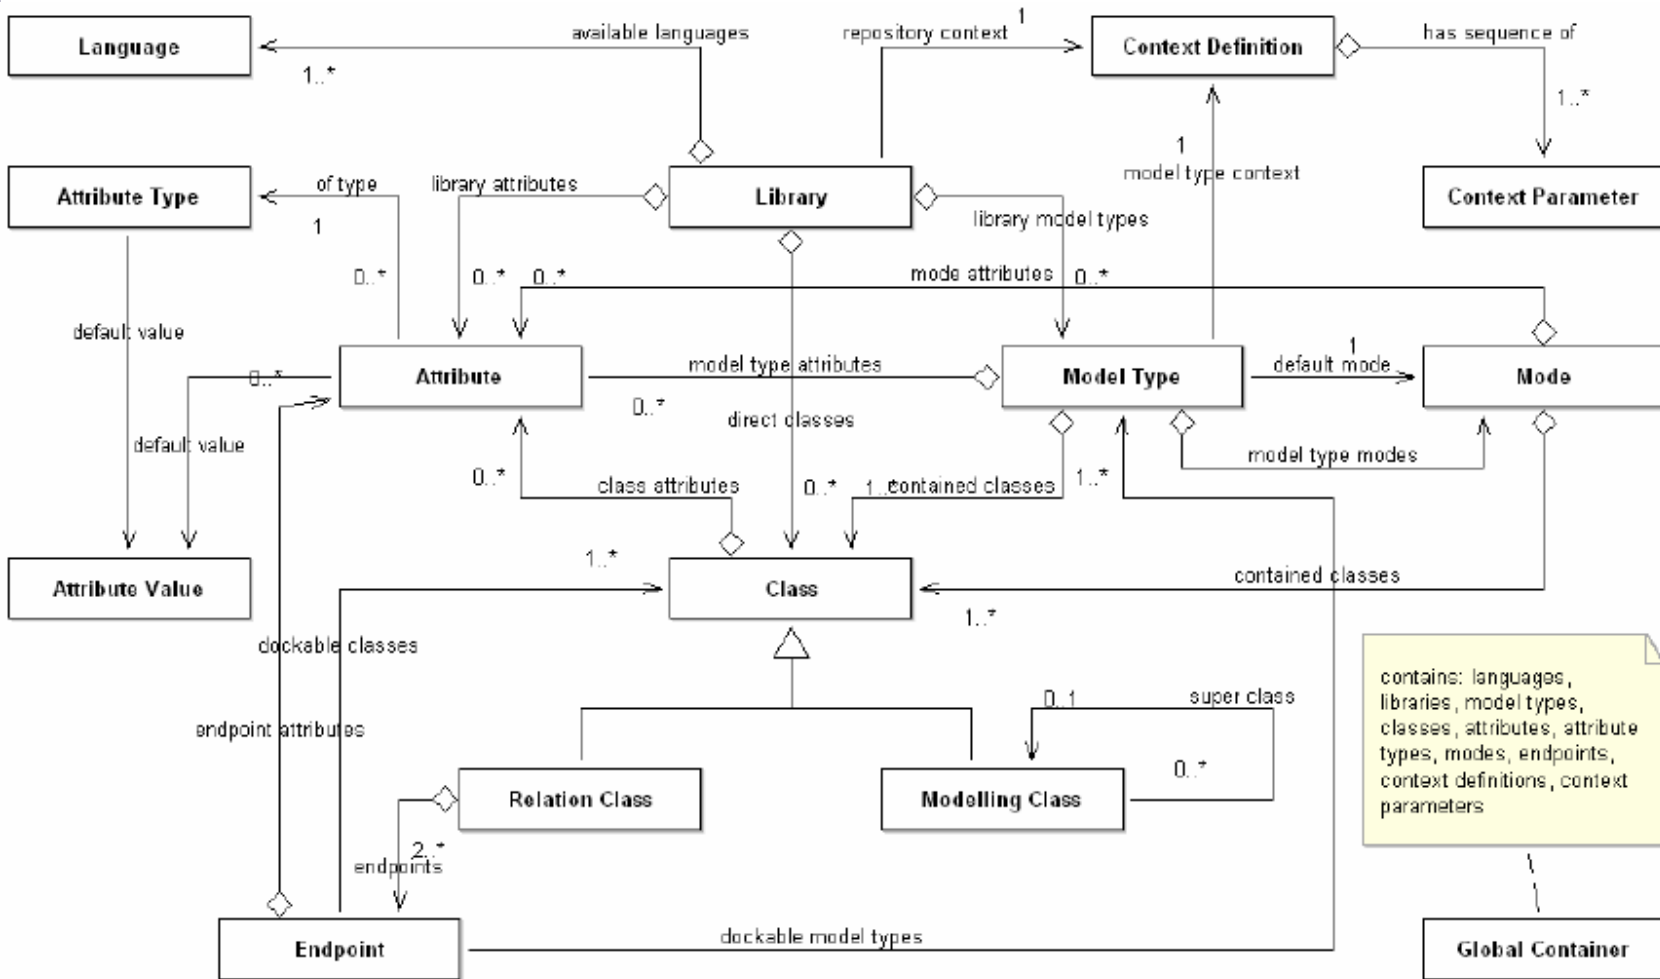 Language
available languages
1..*
repository context
1
Context Definition
has sequence of
1..*
Attribute Type
of type
1
library attributes
Library
library model types
1
model type context
Context Parameter
0..*
0..*
0..*
mode attributes
0..*
default value
Attribute
0..*
model type attributes
0..*
Model Type
default mode
1
Mode
direct classes
default value
0..*
class attributes
0..*
1..*
contained classes
1..*
model type modes
Attribute Value
1..*
Class
contained classes
1..*
dockable classes
endpoint attributes
0..1
super class
0..*
Relation Class
Modelling Class
2..*
endpoints
Endpoint
dockable model types
contains: languages,
libraries, model types,
classes, attributes, attribute
types, modes, endpoints,
context definitions, context
parameters
Global Container